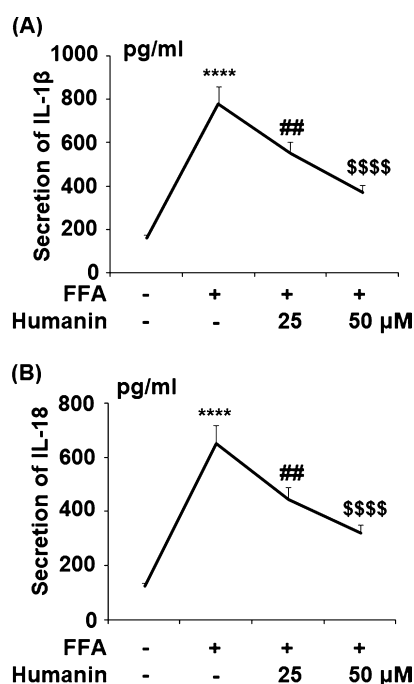 (A)
pg/ml
Secretion of IL-1β
1000
800
600
400
200
0
****
##
$$$$
FFA - + + +
Humanin - - 25 50 μM
(B)
pg/ml
Secretion of IL-18
800
600
400
200
0
****
##
$$$$
FFA - + + +
Humanin - - 25 50 μM